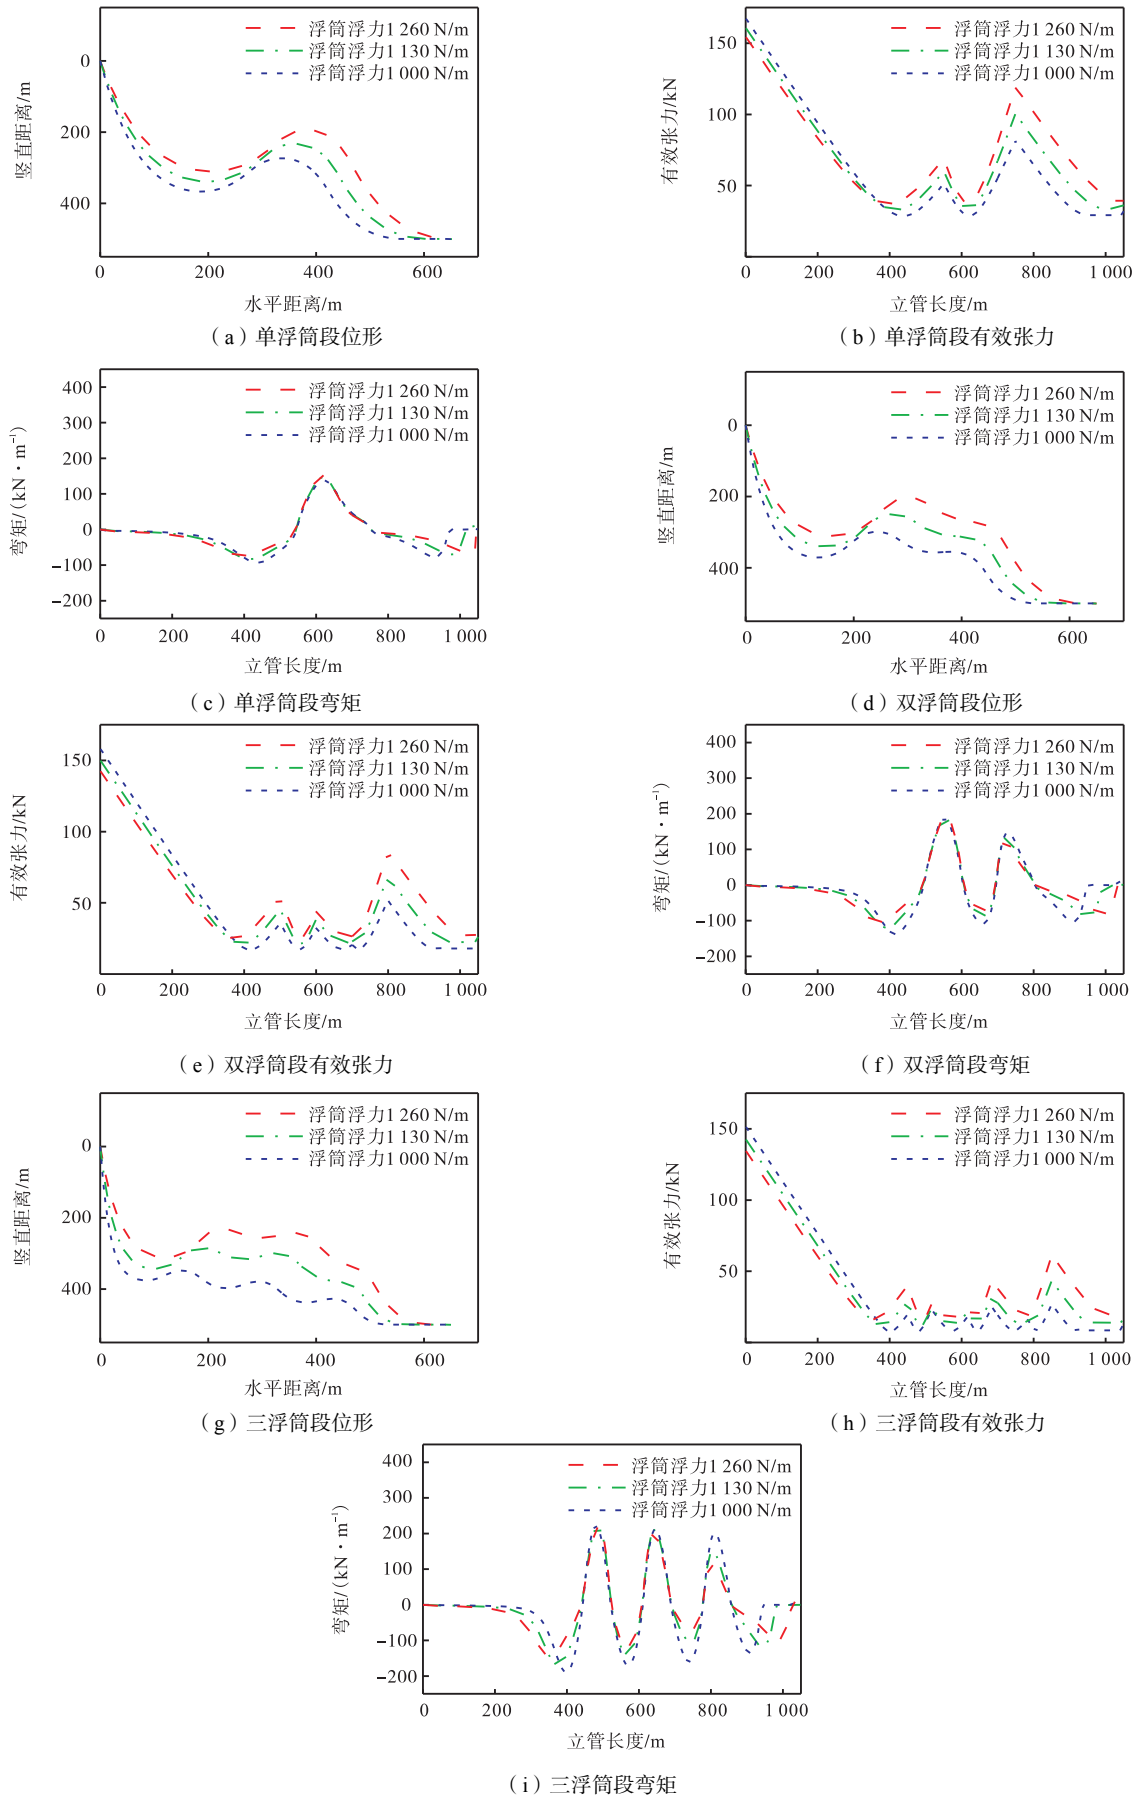 浮筒浮力1 260 N/m
浮筒浮力1 130 N/m
浮筒浮力1 000 N/m
0
200
400
竖直距离/m
0 200 400 600
水平距离/m
（a）单浮筒段位形
浮筒浮力1 260 N/m
浮筒浮力1 130 N/m
浮筒浮力1 000 N/m
150
100
50
有效张力/kN
0 200 400 600 800 1 000
立管长度/m
（b）单浮筒段有效张力
浮筒浮力1 260 N/m
浮筒浮力1 130 N/m
浮筒浮力1 000 N/m
400
300
200
100
0
−100
−200
弯矩/(kN·m⁻¹)
0 200 400 600 800 1 000
立管长度/m
（c）单浮筒段弯矩
浮筒浮力1 260 N/m
浮筒浮力1 130 N/m
浮筒浮力1 000 N/m
0
200
400
竖直距离/m
0 200 400 600
水平距离/m
（d）双浮筒段位形
浮筒浮力1 260 N/m
浮筒浮力1 130 N/m
浮筒浮力1 000 N/m
150
100
50
有效张力/kN
0 200 400 600 800 1 000
立管长度/m
（e）双浮筒段有效张力
浮筒浮力1 260 N/m
浮筒浮力1 130 N/m
浮筒浮力1 000 N/m
400
300
200
100
0
−100
−200
弯矩/(kN·m⁻¹)
0 200 400 600 800 1 000
立管长度/m
（f）双浮筒段弯矩
浮筒浮力1 260 N/m
浮筒浮力1 130 N/m
浮筒浮力1 000 N/m
0
200
400
竖直距离/m
0 200 400 600
水平距离/m
（g）三浮筒段位形
浮筒浮力1 260 N/m
浮筒浮力1 130 N/m
浮筒浮力1 000 N/m
150
100
50
有效张力/kN
0 200 400 600 800 1 000
立管长度/m
（h）三浮筒段有效张力
浮筒浮力1 260 N/m
浮筒浮力1 130 N/m
浮筒浮力1 000 N/m
400
300
200
100
0
−100
−200
弯矩/(kN·m⁻¹)
0 200 400 600 800 1 000
立管长度/m
（i）三浮筒段弯矩